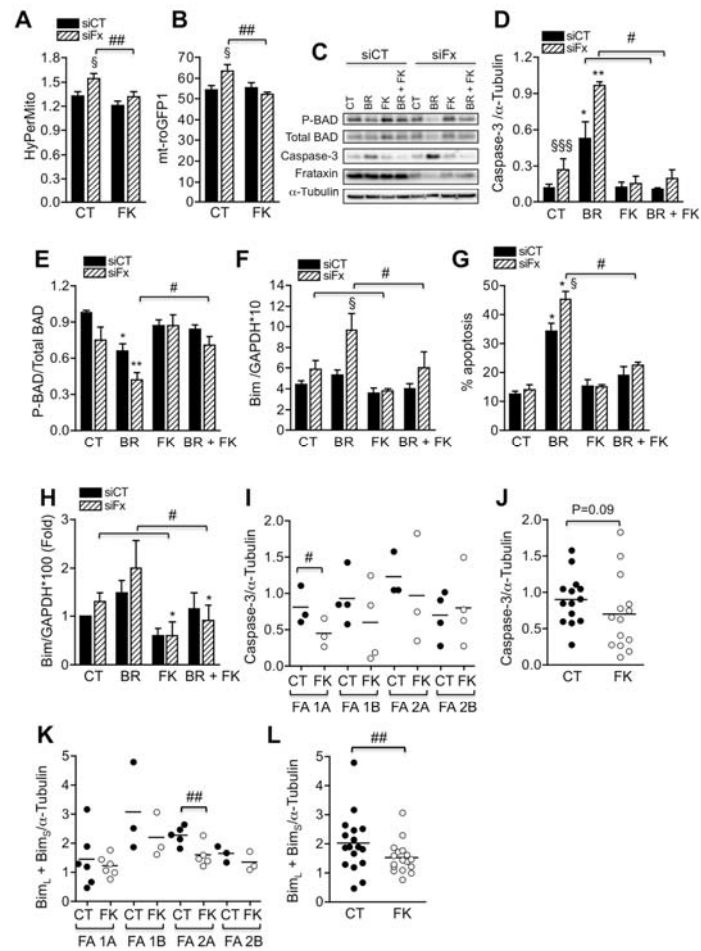 A
siCT
siFx
##
§
HyPerMito
1.8
1.5
1.2
0.9
0.6
0.3
0.0
CT FK
B
##
§
mt-roGFP1
70
60
50
40
30
20
10
0
CT FK
C
siCT siFx
CT BR FK BR + FK CT BR FK BR + FK
P-BAD
Total BAD
Caspase-3
Frataxin
α-Tubulin
D
siCT
siFx
#
**
*
§§§
Caspase-3 /α-Tubulin
1.2
0.9
0.6
0.3
0.0
CT BR FK BR + FK
E
siCT
siFx
#
*
**
P-BAD/Total BAD
1.2
0.9
0.6
0.3
0.0
CT BR FK BR + FK
F
siCT
siFx
#
§
Bim /GAPDH*10
14
12
10
8
6
4
2
0
CT BR FK BR + FK
G
siCT
siFx
#
* §
*
% apoptosis
50
40
30
20
10
0
CT BR FK BR + FK
H
siCT
siFx
#
*
*
Bim/GAPDH*100 (Fold)
3
2
1
0
CT BR FK BR + FK
I
#
Caspase-3/α-Tubulin
2.0
1.5
1.0
0.5
0.0
CT FK CT FK CT FK CT FK
FA 1A FA 1B FA 2A FA 2B
J
P=0.09
Caspase-3/α-Tubulin
2.0
1.5
1.0
0.5
0.0
CT FK
K
##
BimL + BimS/α-Tubulin
5
4
3
2
1
0
CT FK CT FK CT FK CT FK
FA 1A FA 1B FA 2A FA 2B
L
##
BimL + BimS/α-Tubulin
5
4
3
2
1
0
CT FK